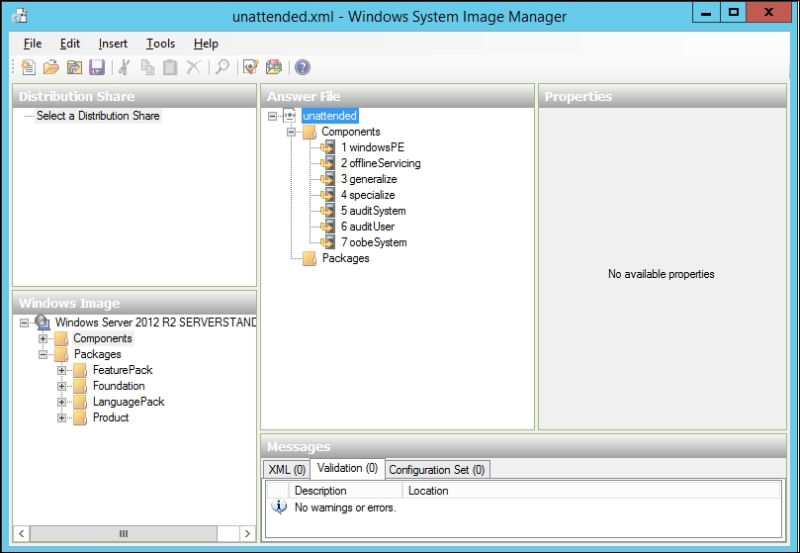 unattended.xml - Windows System Image Manager
File Edit Insert Tools Help
Distribution Share
Select a Distribution Share
Windows Image
Windows Server 2012 R2 SERVERSTAND
Components
Packages
FeaturePack
Foundation
LanguagePack
Product
Answer File
unattended
Components
1 windowsPE
2 offlineServicing
3 generalize
4 specialize
5 auditSystem
6 auditUser
7 oobeSystem
Packages
Properties
No available properties
Messages
XML (0) Validation (0) Configuration Set (0)
Description Location
No warnings or errors.